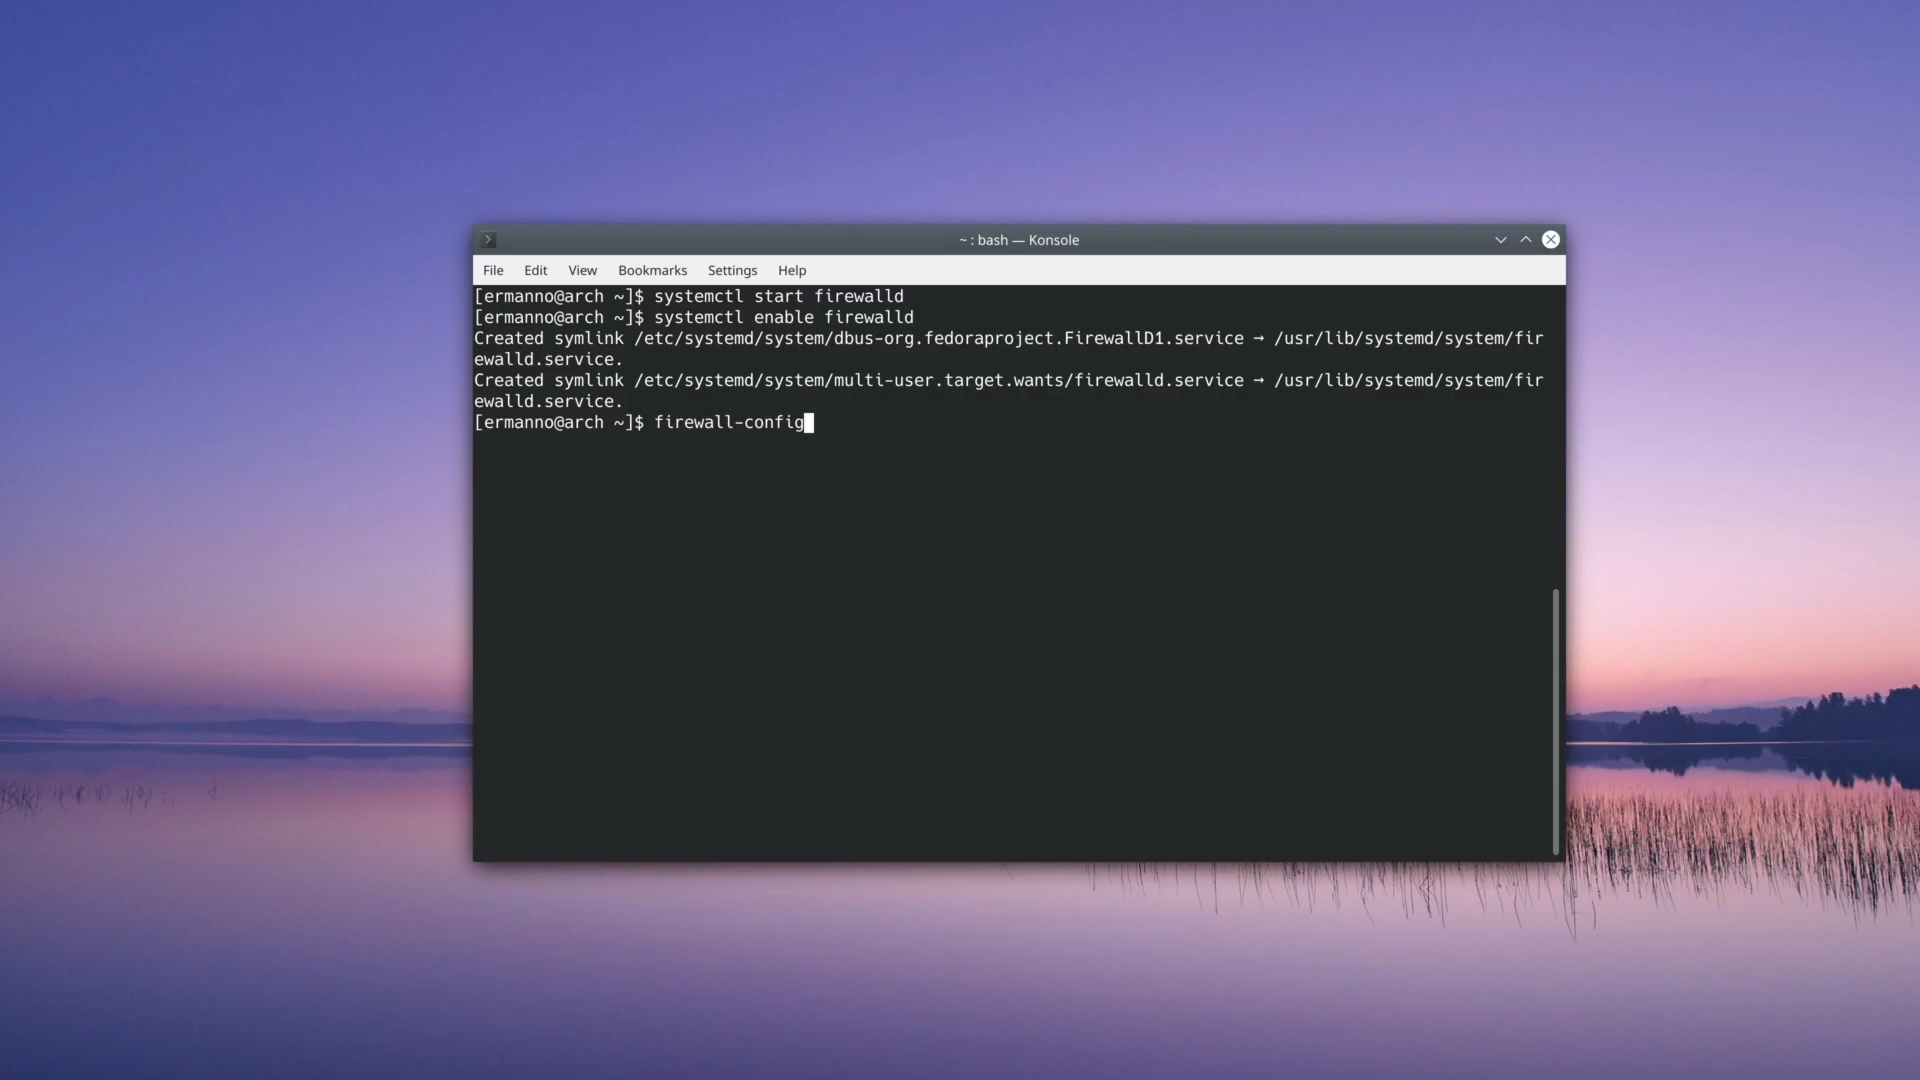 ~ : bash — Konsole
File Edit View Bookmarks Settings Help
[ermanno@arch ~]$ systemctl start firewalld
[ermanno@arch ~]$ systemctl enable firewalld
Created symlink /etc/systemd/system/dbus-org.fedoraproject.FirewallD1.service → /usr/lib/systemd/system/fir
ewalld.service.
Created symlink /etc/systemd/system/multi-user.target.wants/firewalld.service → /usr/lib/systemd/system/fir
ewalld.service.
[ermanno@arch ~]$ firewall-config